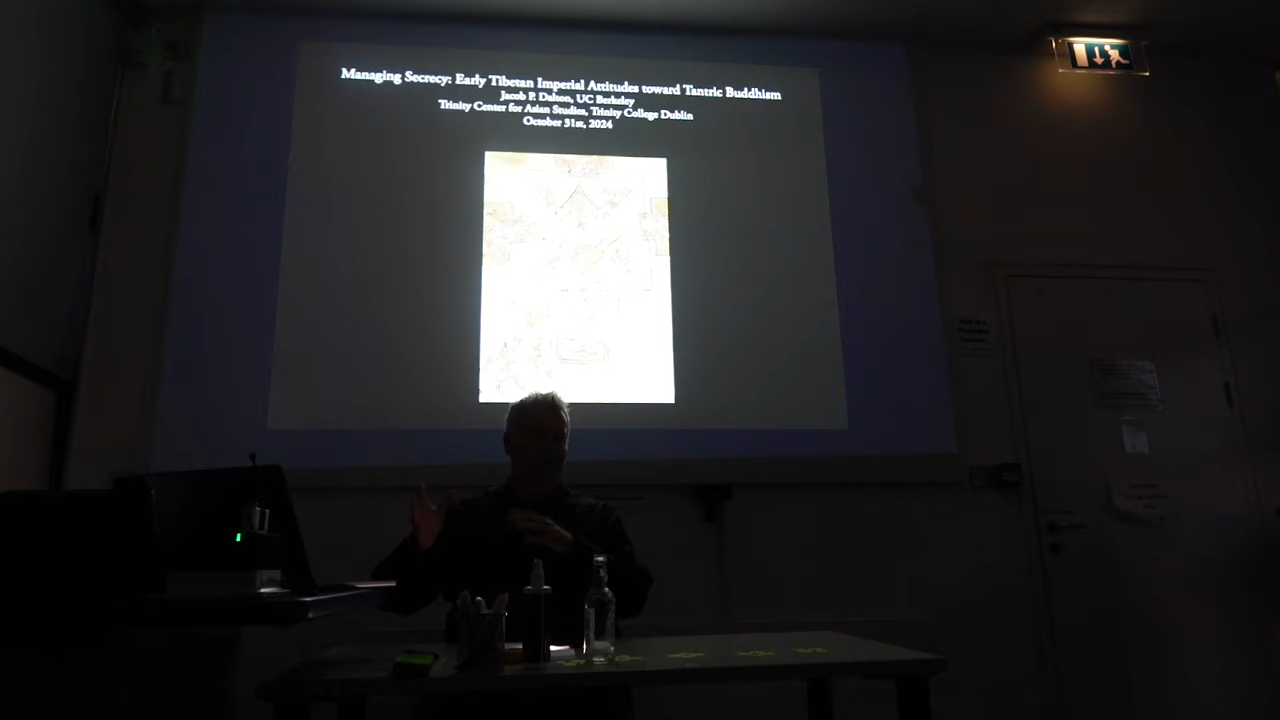 Managing Secrecy: Early Tibetan Imperial Attitudes toward Tantric Buddhism
Jacob P. Dalton, UC Berkeley
Trinity Center for Asian Studies, Trinity College Dublin
October 31st, 2024